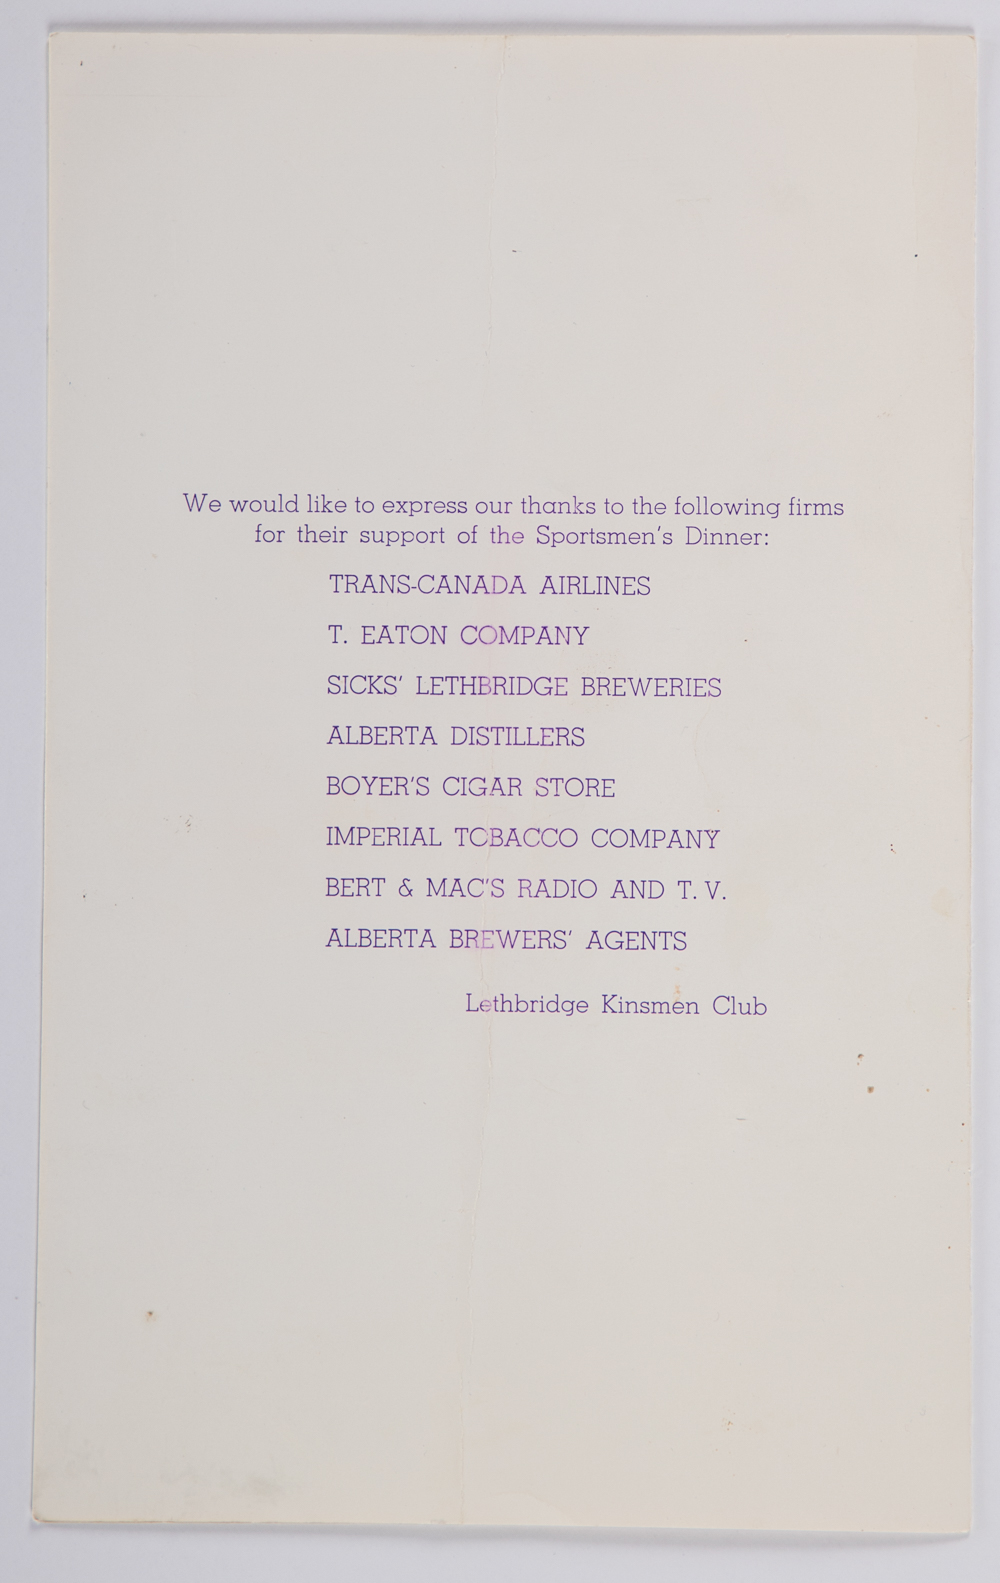 We would like to express our thanks to the following firms
for their support of the Sportsmen's Dinner:
TRANS-CANADA AIRLINES
T. EATON COMPANY
SICKS' LETHBRIDGE BREWERIES
ALBERTA DISTILLERS
BOYER'S CIGAR STORE
IMPERIAL TOBACCO COMPANY
BERT & MAC'S RADIO AND T. V.
ALBERTA BREWERS' AGENTS
Lethbridge Kinsmen Club